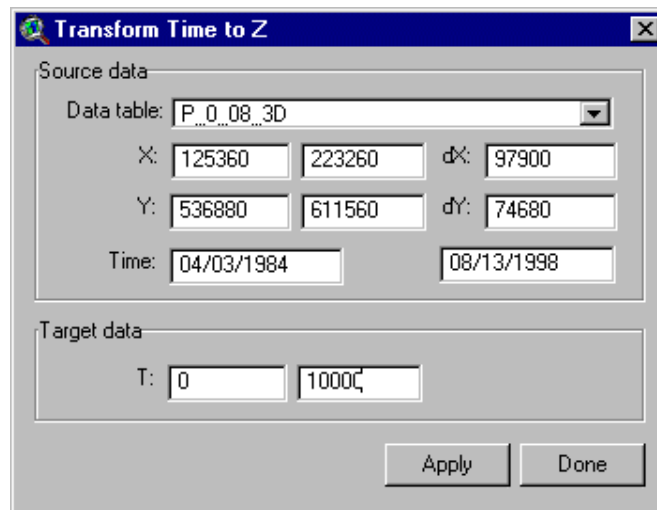 Transform Time to Z
Source data
Data table: P_0_08_3D
X: 125360 223260 dX: 97900
Y: 536880 611560 dY: 74680
Time: 04/03/1984 08/13/1998
Target data
T: 0 10000
Apply Done